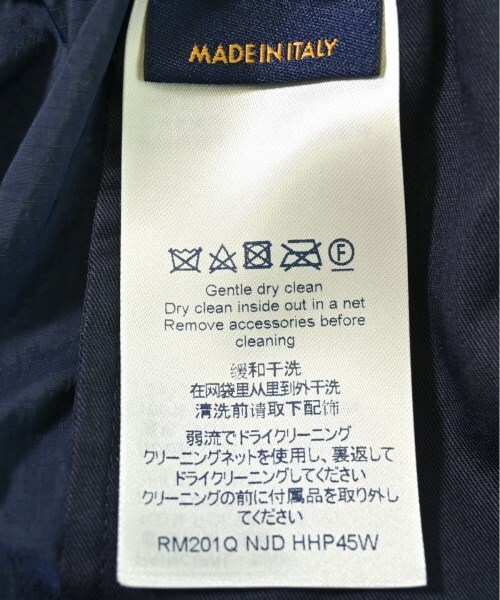 MADE IN ITALY
F
Gentle dry clean
Dry clean inside out in a net
Remove accessories before
cleaning
缓和干洗
在网袋里从里到外干洗
清洗前请取下配饰
弱流でドライクリーニング
クリーニングネットを使用し、裏返して
ドライクリーニングしてください
クリーニングの前に付属品を取り外し
てください
RM201Q NJD HHP45W